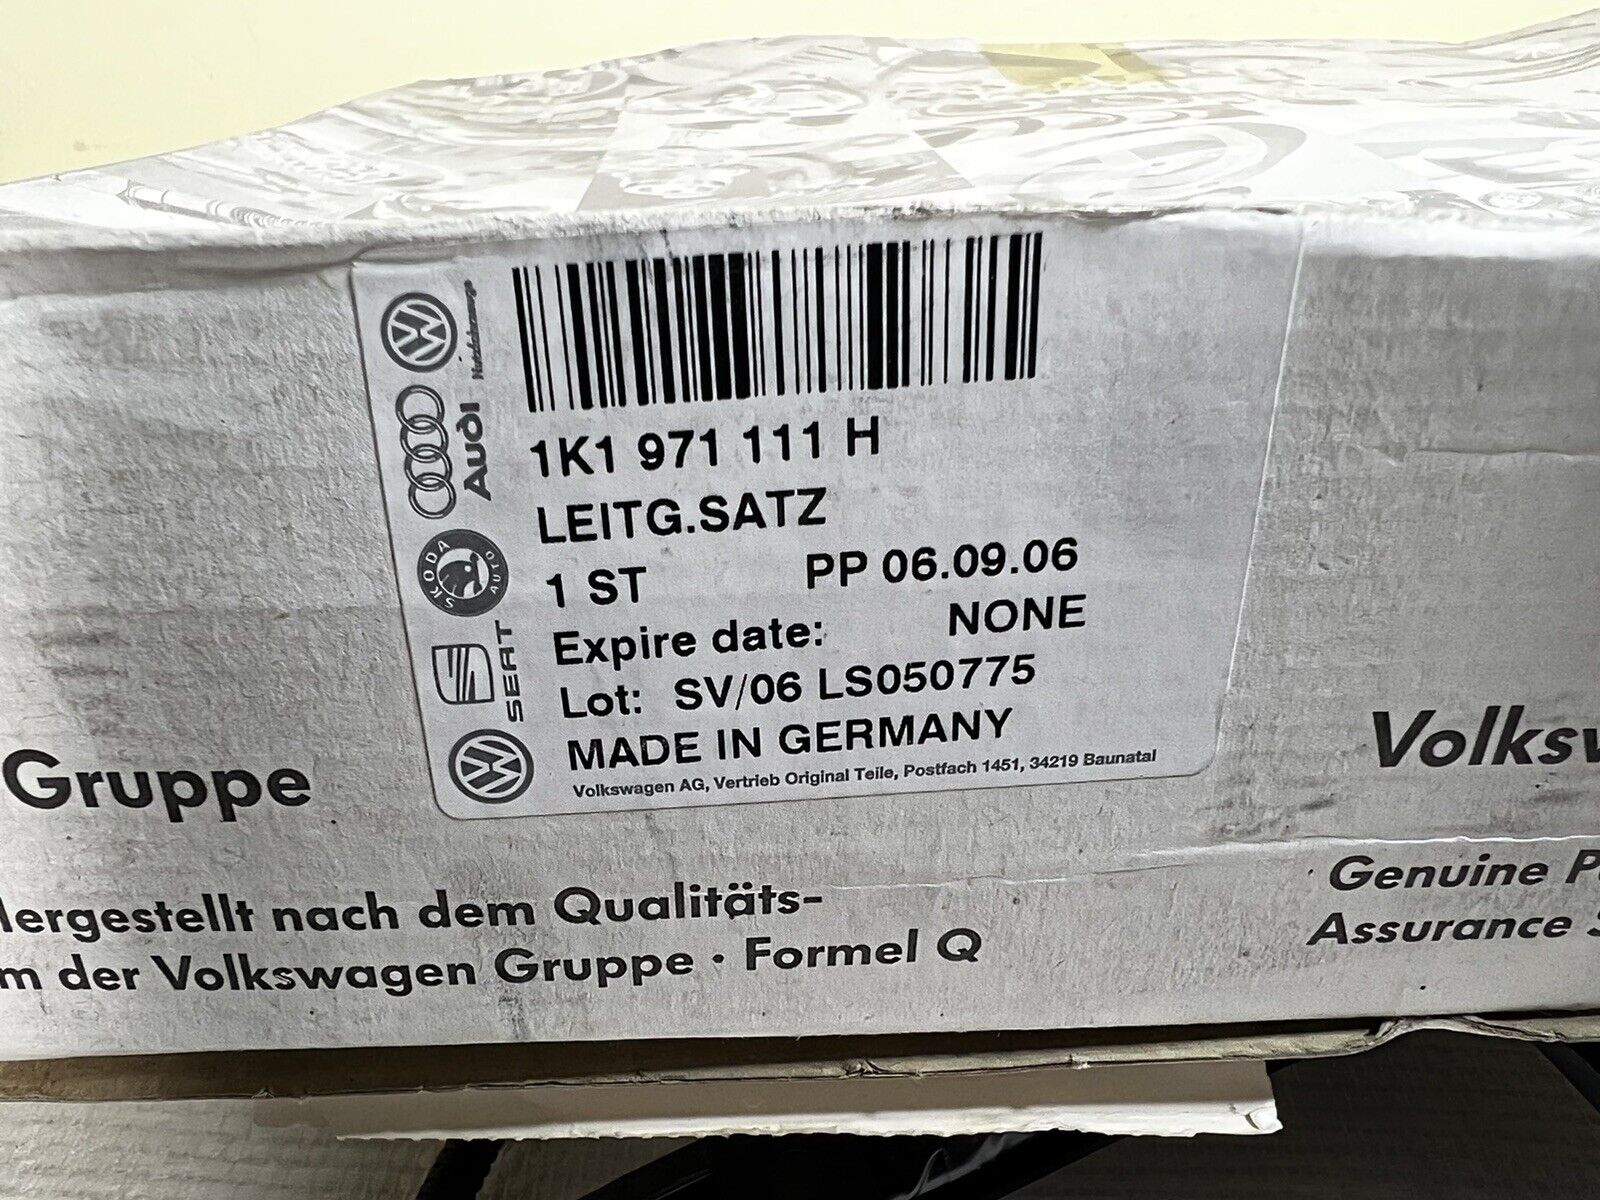 1K1 971 111 H
LEITG.SATZ
1 ST PP 06.09.06
Expire date: NONE
Lot: SV/06 LS050775
MADE IN GERMANY
Volkswagen AG, Vertrieb Original Teile, Postfach 1451, 34219 Baunatal
Nutzfahrzeuge
AUDI
SKODA AUTO
SEAT
Gruppe
Hergestellt nach dem Qualitäts-
der Volkswagen Gruppe · Formel Q
Genuine
Assurance